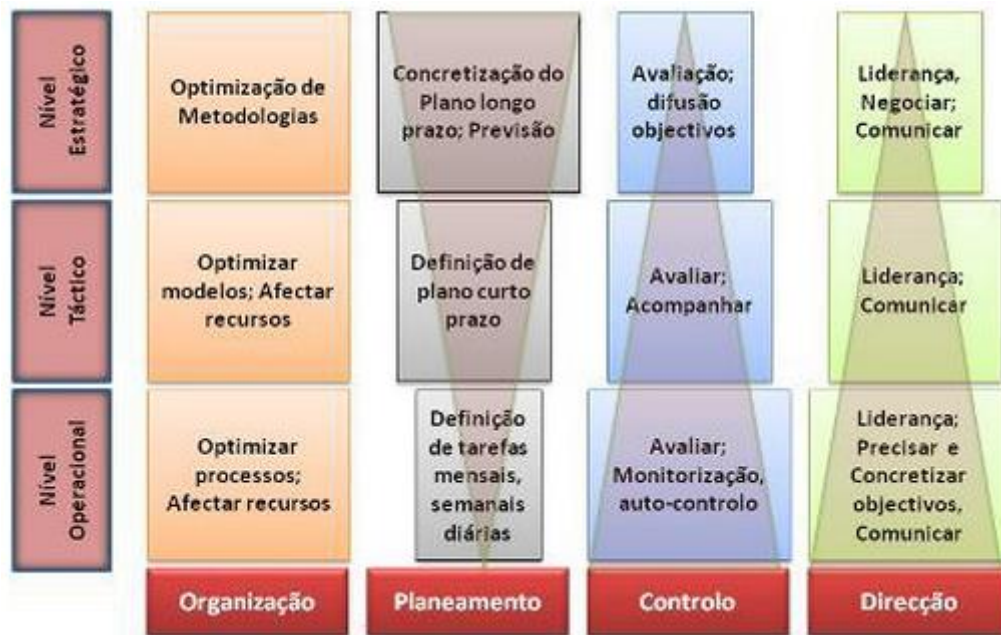 Nível
Estratégico
Optimização de
Metodologias
Concretização do
Plano longo
prazo; Previsão
Avaliação;
difusão
objectivos
Liderança,
Negociar;
Comunicar
Nível
Táctico
Optimizar
modelos; Afectar
recursos
Definição de
plano curto
prazo
Avaliar;
Acompanhar
Liderança;
Comunicar
Nível
Operacional
Optimizar
processos;
Afectar recursos
Definição
de tarefas
mensais,
semanais
diárias
Avaliar;
Monitorização,
auto-controlo
Liderança;
Precisar e
Concretizar
objectivos,
Comunicar
Organização
Planeamento
Controlo
Direcção